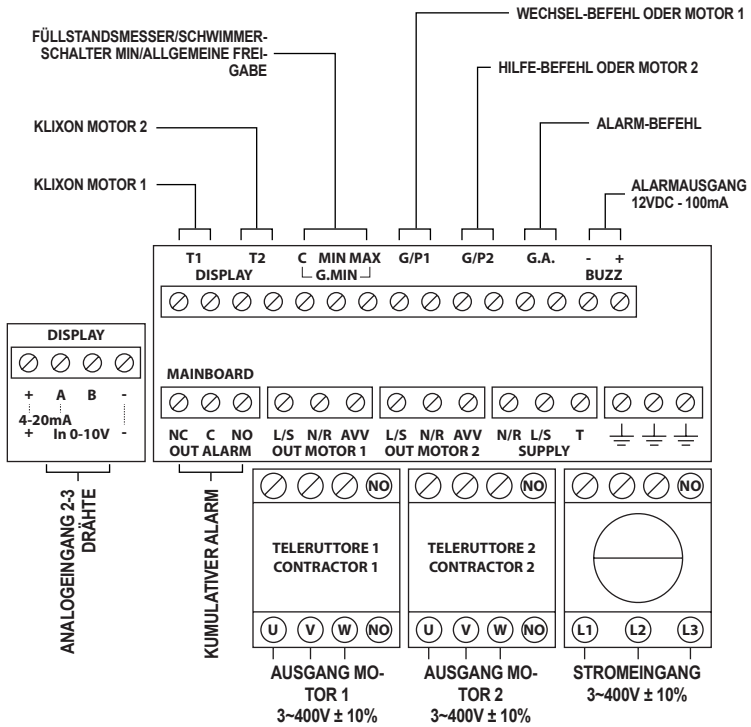 WECHSEL-BEFEHL ODER MOTOR 1
FÜLLSTANDSMESSER/SCHWIMMER-
SCHALTER MIN/ALLGEMEINE FREI-
GABE
HILFE-BEFEHL ODER MOTOR 2
KLIXON MOTOR 2
ALARM-BEFEHL
KLIXON MOTOR 1
ALARMAUSGANG
12VDC - 100mA
T1 T2 C MIN MAX G/P1 G/P2 G.A. - +
DISPLAY G.MIN BUZZ
DISPLAY
+ A B -
4-20mA
+ In 0-10V -
ANALOGEINGANG 2-3
DRÄHTE
MAINBOARD
NC C NO L/S N/R AVV L/S N/R AVV N/R L/S T
OUT ALARM OUT MOTOR 1 OUT MOTOR 2 SUPPLY
KUMULATIVER ALARM
NO NO NO
TELERUTTORE 1
CONTRACTOR 1
TELERUTTORE 2
CONTRACTOR 2
U V W NO U V W NO L1 L2 L3
AUSGANG MO-
TOR 1
3~400V ± 10%
AUSGANG MO-
TOR 2
3~400V ± 10%
STROMEINGANG
3~400V ± 10%